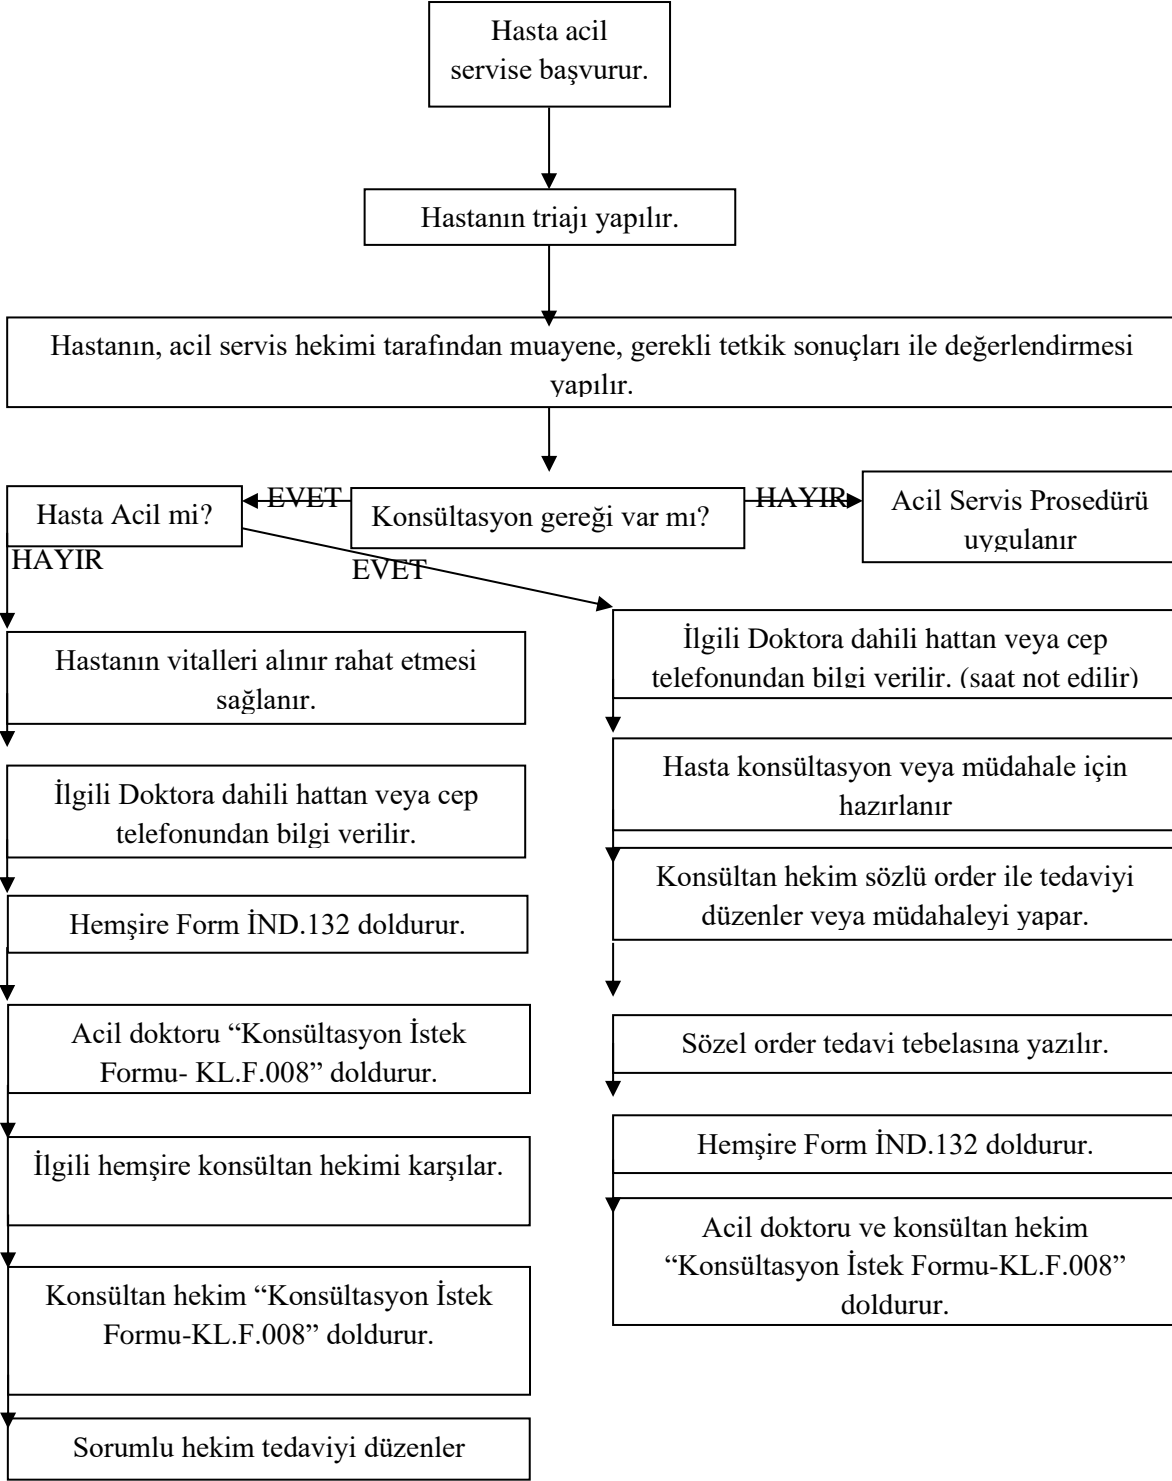 Hasta acil
servise başvurur.
Hastanın triajı yapılır.
Hastanın, acil servis hekimi tarafından muayene, gerekli tetkik sonuçları ile değerlendirmesi
yapılır.
Hasta Acil mi?
EVET
Konsültasyon gereği var mı?
HAYIR
Acil Servis Prosedürü
uygulanır
HAYIR
EVET
Hastanın vitalleri alınır rahat etmesi
sağlanır.
İlgili Doktora dahili hattan veya cep
telefonundan bilgi verilir.
Hemşire Form İND.132 doldurur.
Acil doktoru “Konsültasyon İstek
Formu- KL.F.008” doldurur.
İlgili hemşire konsültan hekimi karşılar.
Konsültan hekim “Konsültasyon İstek
Formu-KL.F.008” doldurur.
Sorumlu hekim tedaviyi düzenler
İlgili Doktora dahili hattan veya cep
telefonundan bilgi verilir. (saat not edilir)
Hasta konsültasyon veya müdahale için
hazırlanır
Konsültan hekim sözlü order ile tedaviyi
düzenler veya müdahaleyi yapar.
Sözel order tedavi tebelasına yazılır.
Hemşire Form İND.132 doldurur.
Acil doktoru ve konsültan hekim
“Konsültasyon İstek Formu-KL.F.008”
doldurur.